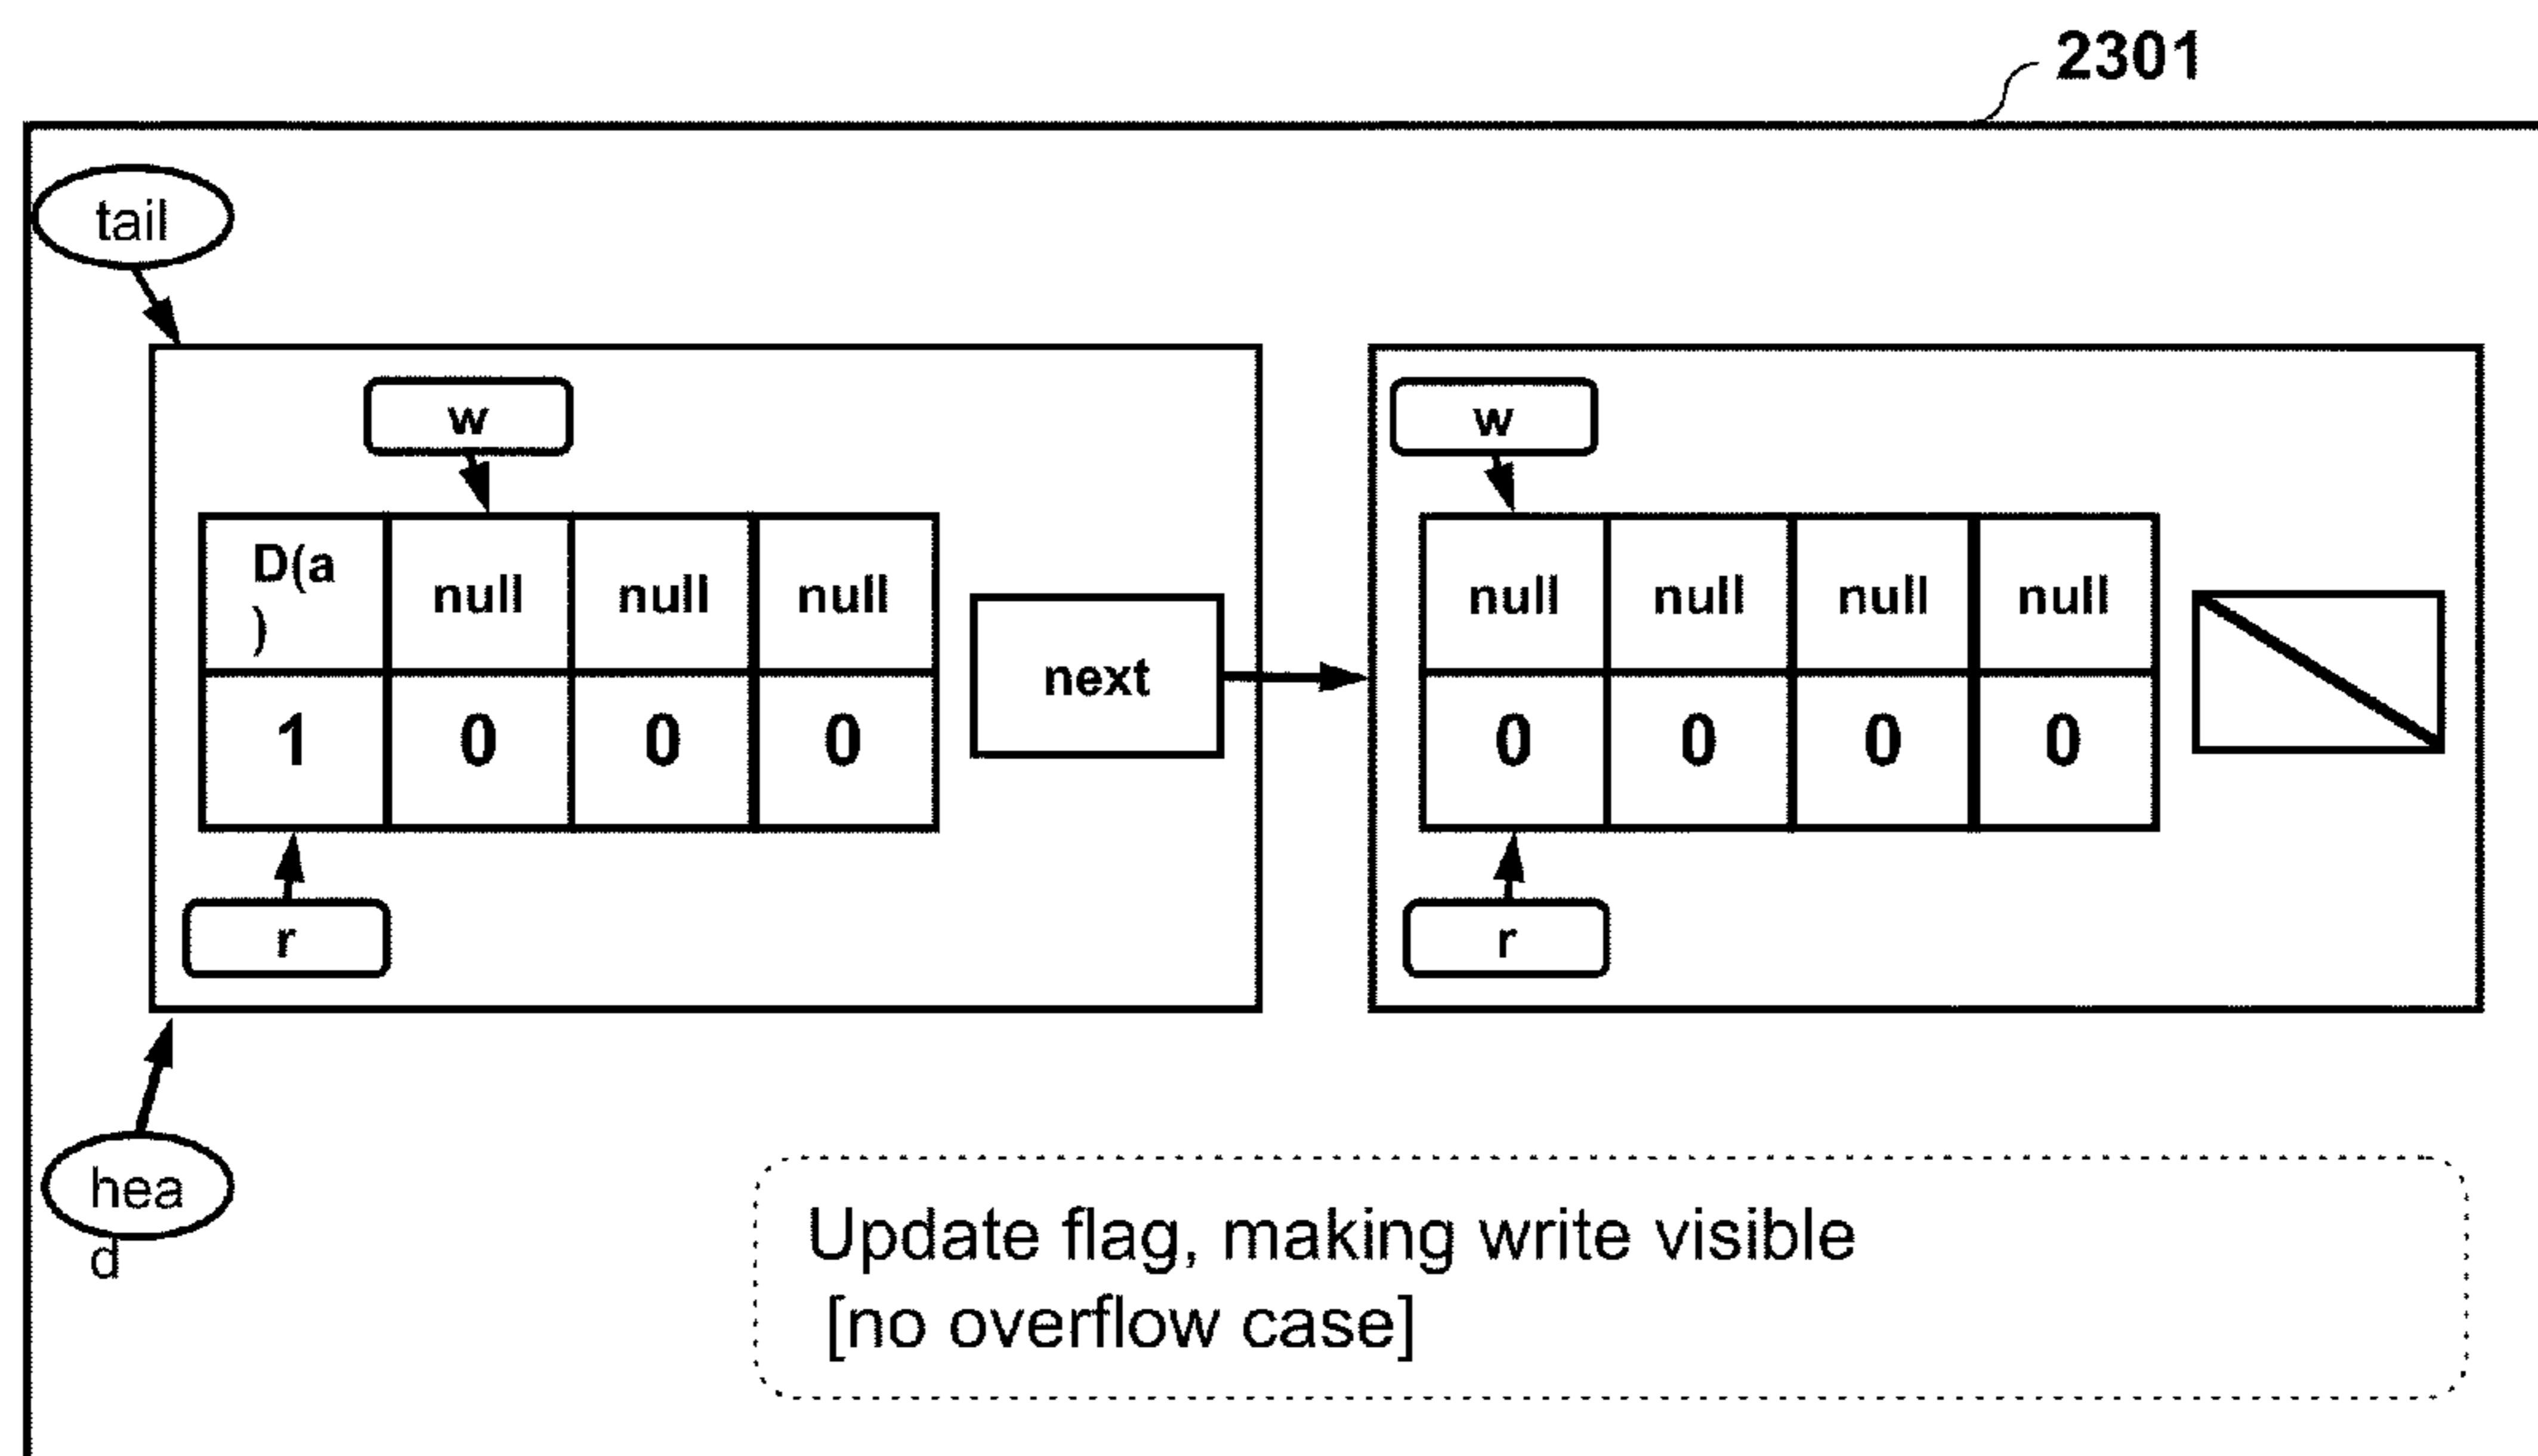 2301
tail
w
w
D(a
)
null
null
null
null
null
null
null
next
1
0
0
0
0
0
0
0
r
r
hea
d
Update flag, making write visible
[no overflow case]